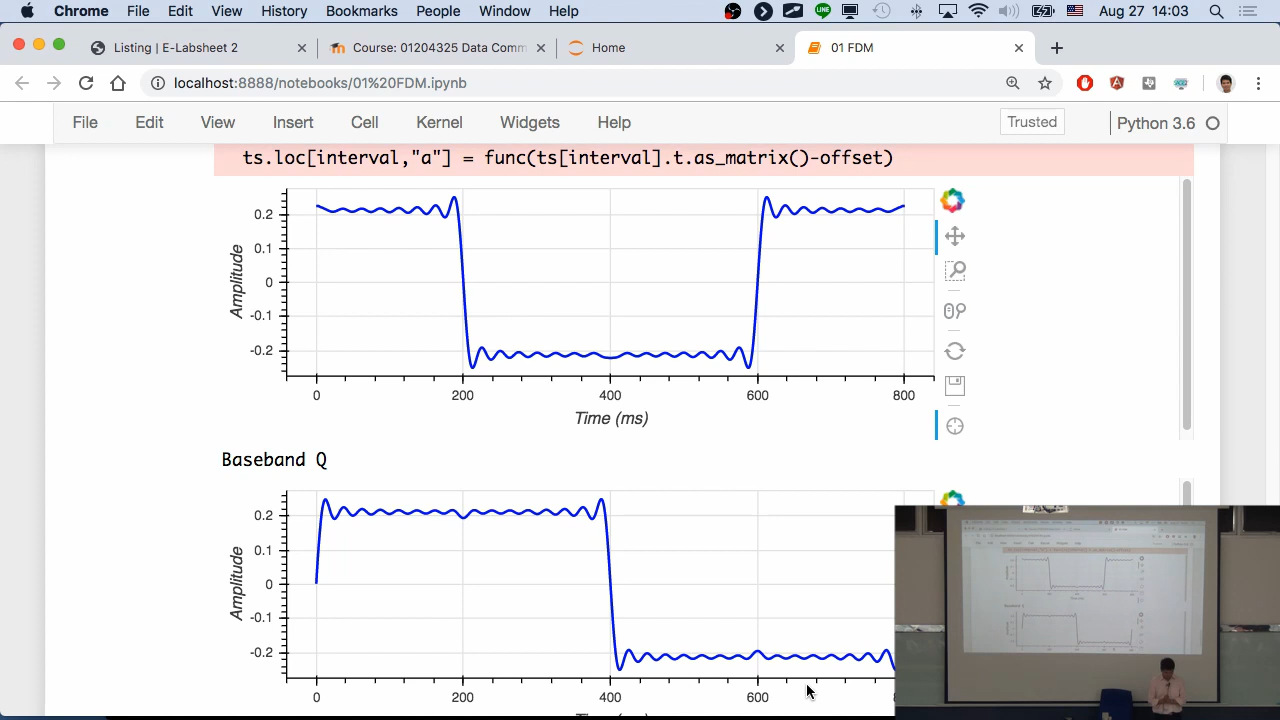 Chrome File Edit View History Bookmarks People Window Help Aug 27 14:03
Listing | E-Labsheet 2
Course: 01204325 Data Comm
Home
01 FDM
localhost:8888/notebooks/01%20FDM.ipynb
File Edit View Insert Cell Kernel Widgets Help Trusted Python 3.6
ts.loc[interval,"a"] = func(ts[interval].t.as_matrix()-offset)
Amplitude
0.2
0.1
0
-0.1
-0.2
0 200 400 600 800
Time (ms)
Baseband Q
Amplitude
0.2
0.1
0
-0.1
-0.2
0 200 400 600